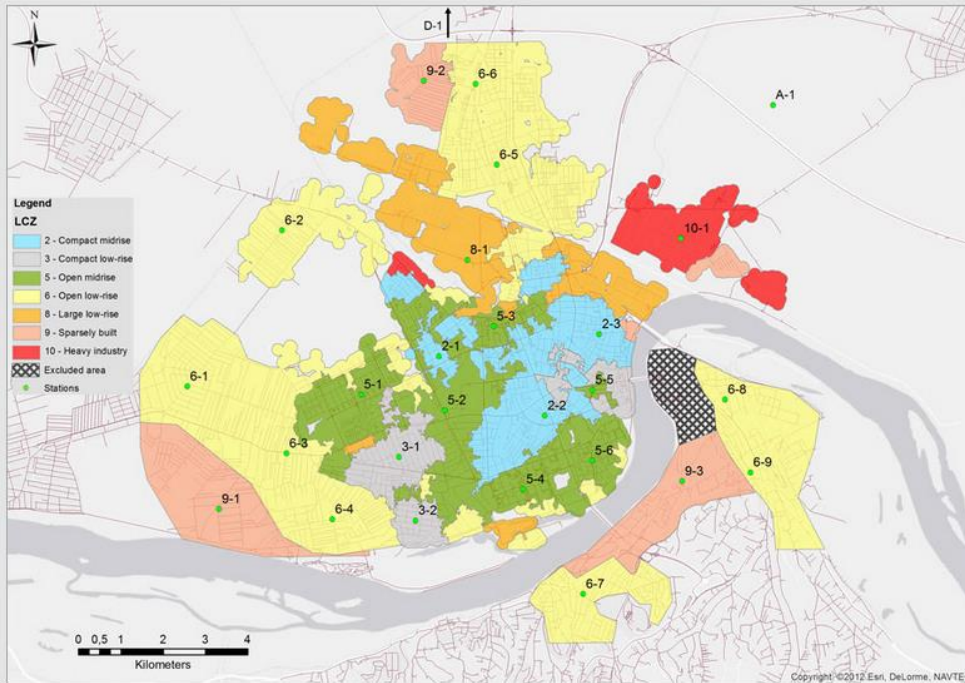 N
D-1
9-2
6-6
A-1
6-5
Legend
LCZ
2 - Compact midrise
3 - Compact low-rise
5 - Open midrise
6 - Open low-rise
8 - Large low-rise
9 - Sparsely built
10 - Heavy industry
Excluded area
Stations
6-2
10-1
8-1
5-3
2-3
2-1
6-1
5-1
5-5
6-8
5-2
2-2
6-3
3-1
5-6
6-9
9-3
5-4
9-1
6-4
3-2
6-7
0 0,5 1 2 3 4
Kilometers
Copyright: ©2012 Esri, DeLorme, NAVTE